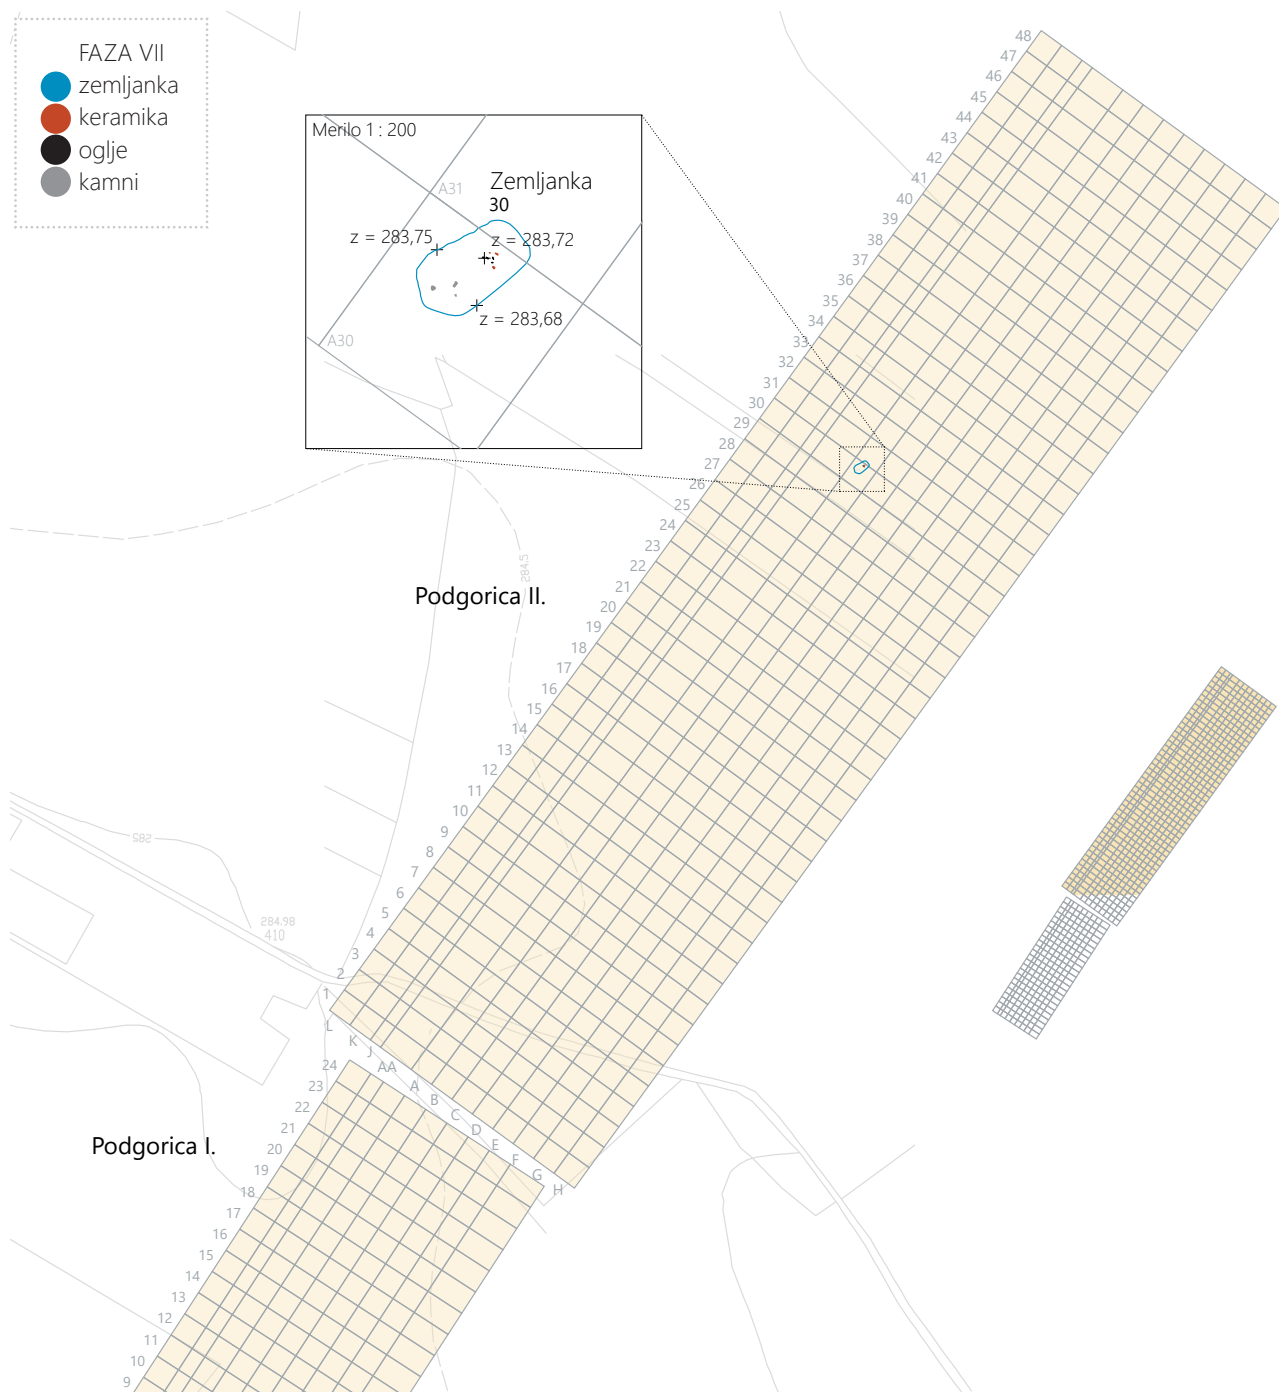 FAZA VII
zemljanka
keramika
oglje
kamni
Merilo 1 : 200
A31
Zemljanka
30
z = 283,75
z = 283,72
z = 283,68
A30
48
47
46
45
44
43
42
41
40
39
38
37
36
35
34
33
32
31
30
29
28
27
26
25
24
23
22
21
20
19
18
17
16
15
14
13
12
11
10
9
8
7
6
5
4
3
2
1
284.5
Podgorica II.
285
284.98
410
L
K
J
AA
A
B
C
D
E
F
G
H
Podgorica I.
24
23
22
21
20
19
18
17
16
15
14
13
12
11
10
9